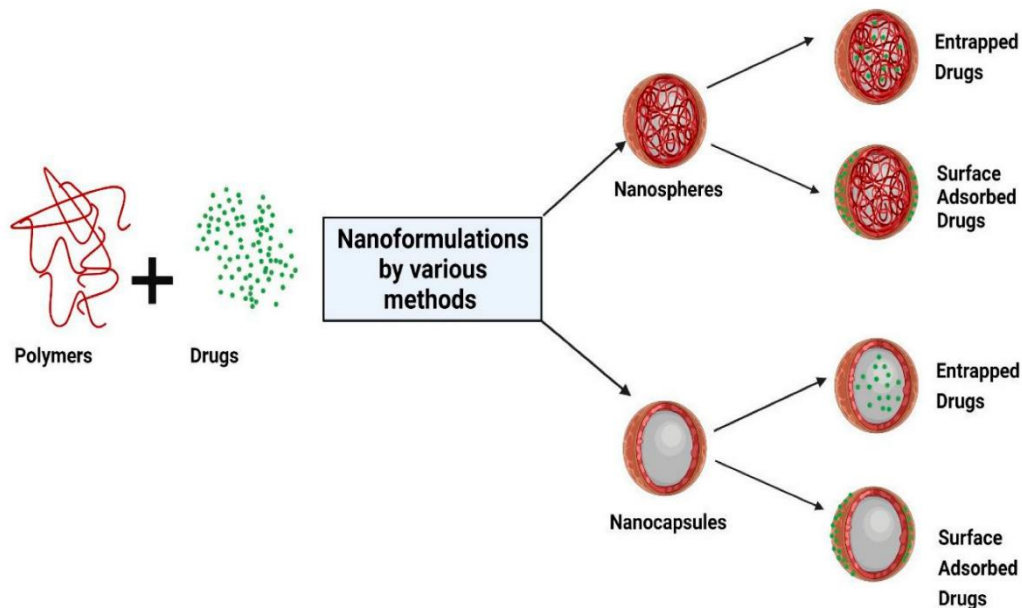 Polymers
Drugs
Nanoformulations
by various
methods
Nanospheres
Entrapped
Drugs
Surface
Adsorbed
Drugs
Nanocapsules
Entrapped
Drugs
Surface
Adsorbed
Drugs